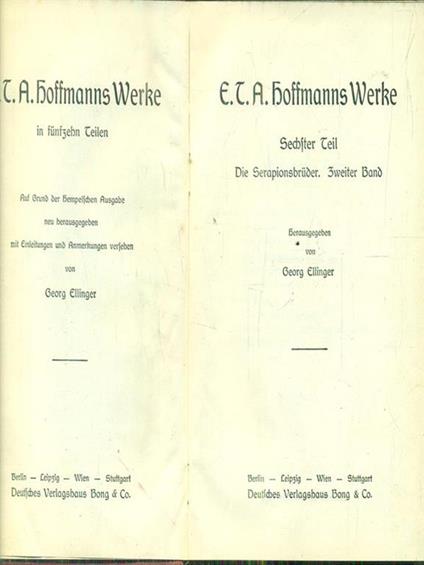 .T. A. Hoffmanns Werke
in fünfzehn Teilen
Auf Grund der Hempelschen Ausgabe
neu herausgegeben
mit Einleitungen und Anmerkungen versehen
von
Georg Ellinger
Berlin — Leipzig — Wien — Stuttgart
Deutsches Verlagshaus Bong & Co.
E. T. A. Hoffmanns Werke
Sechster Teil
Die Serapionsbrüder. Zweiter Band
Herausgegeben
von
Georg Ellinger
Berlin — Leipzig — Wien — Stuttgart
Deutsches Verlagshaus Bong & Co.